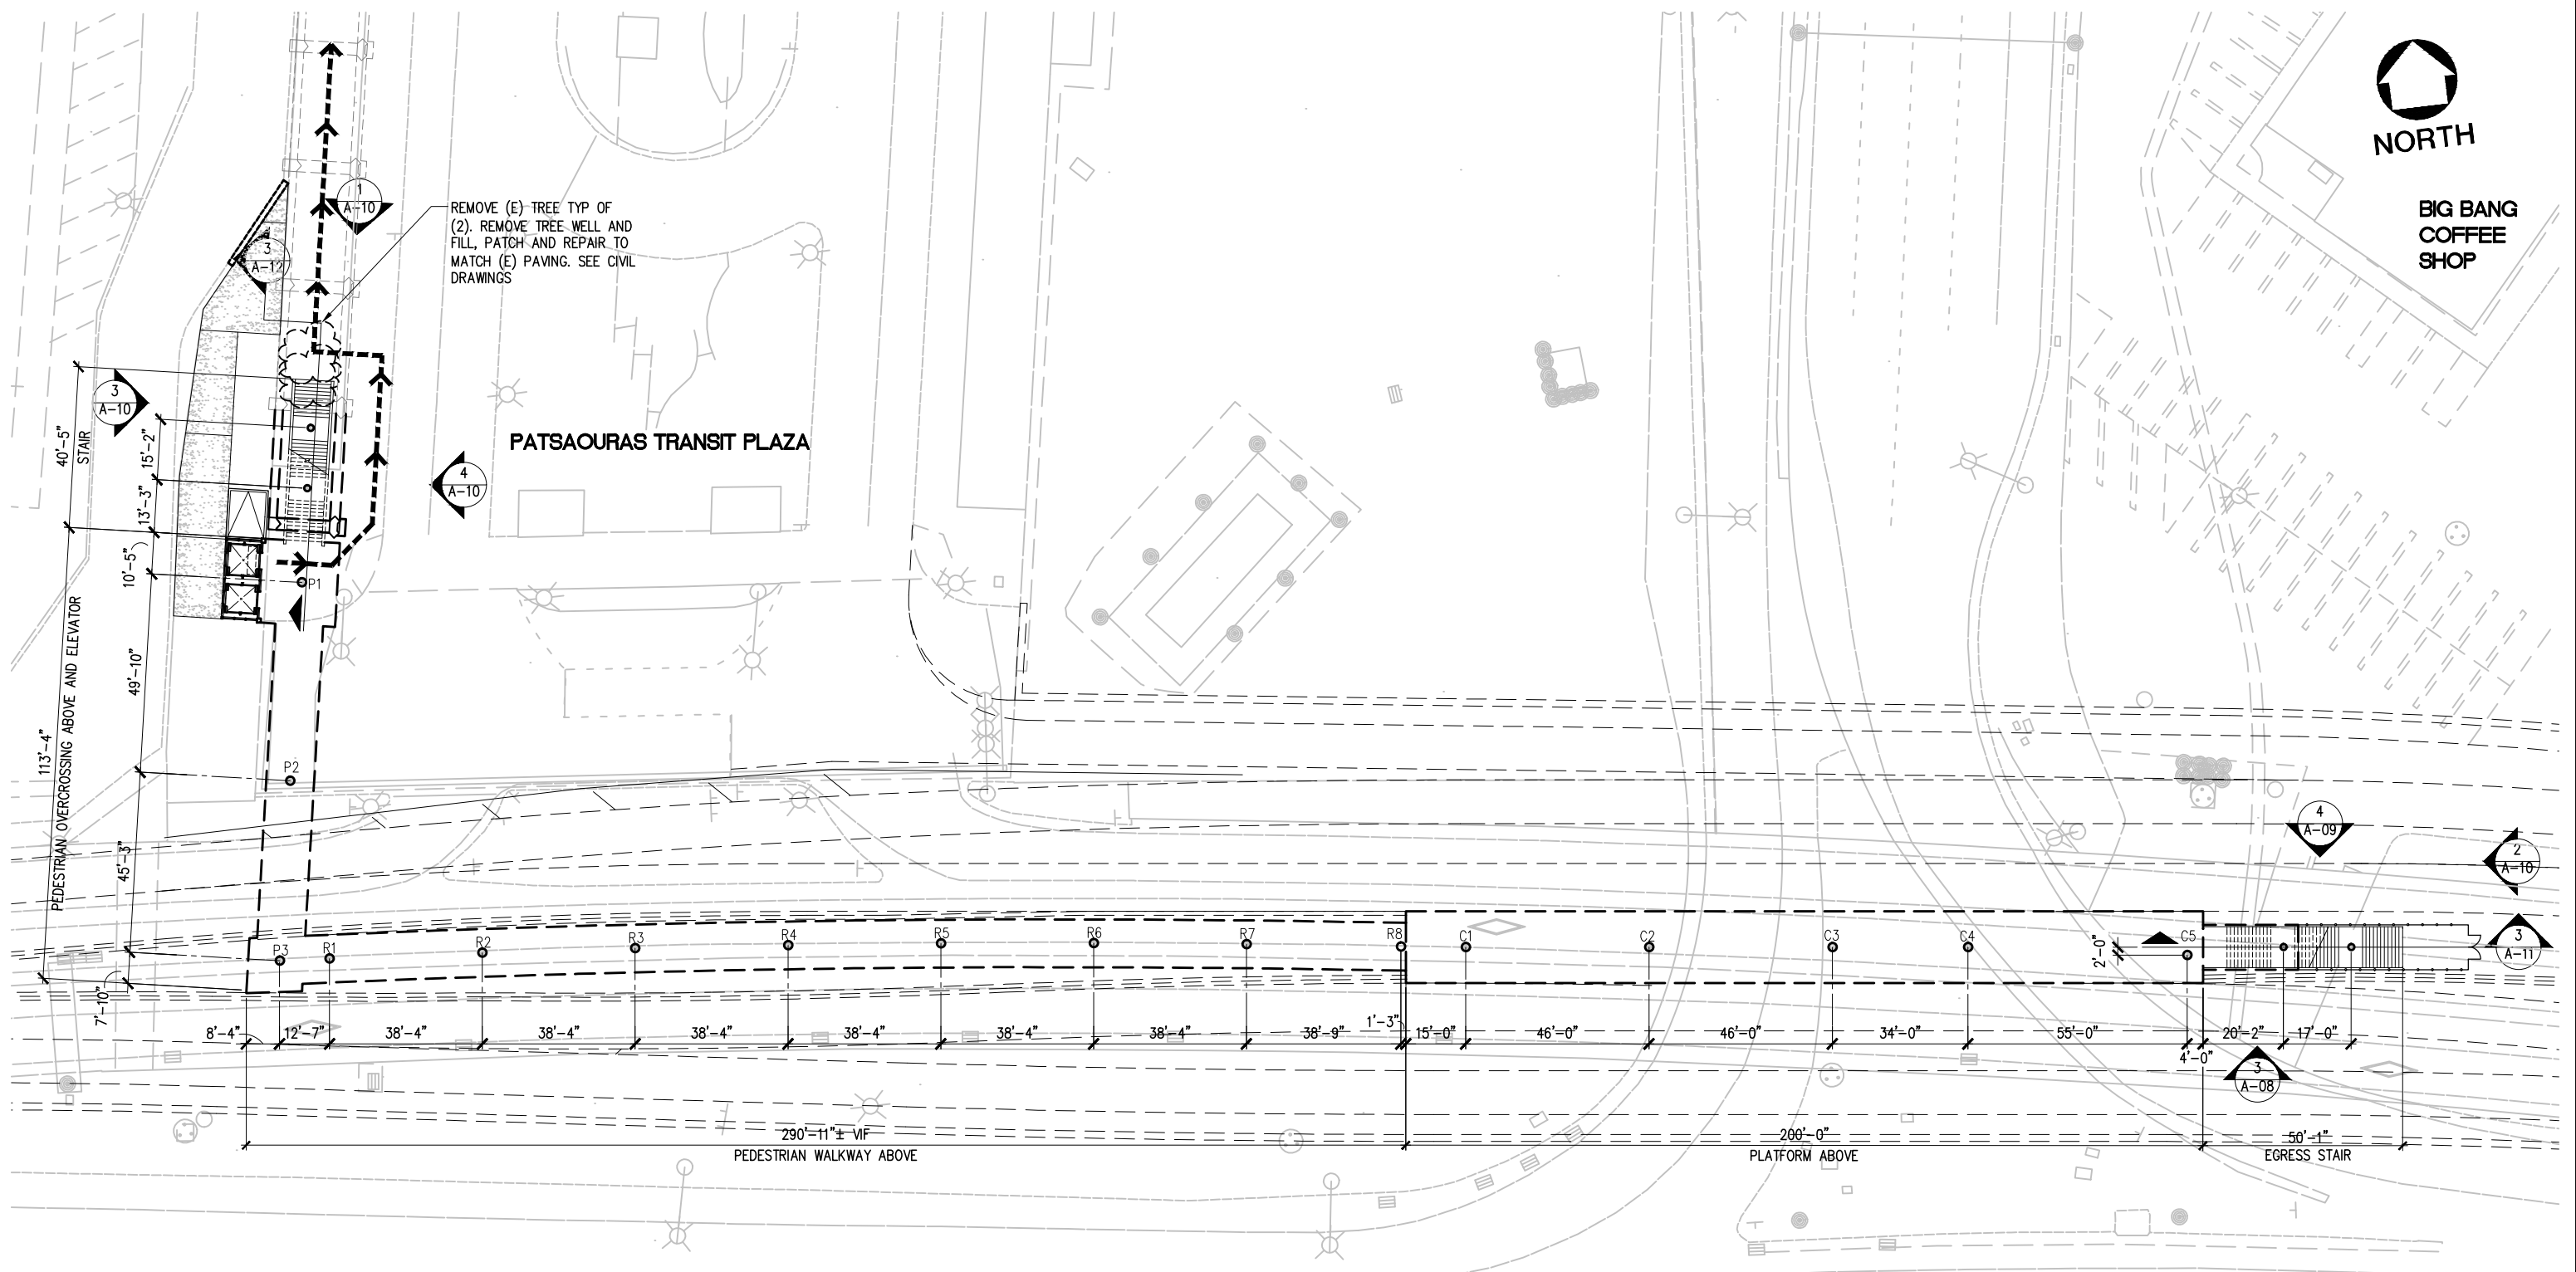 NORTH
BIG BANG
COFFEE
SHOP
1
A-10
REMOVE (E) TREE TYP OF
(2). REMOVE TREE WELL AND
FILL, PATCH AND REPAIR TO
MATCH (E) PAVING. SEE CIVIL
DRAWINGS
3
A-12
3
A-10
40'-5"
STAIR
15'-2"
13'-3"
PATSAOURAS TRANSIT PLAZA
4
A-10
10'-5"
P1
49'-10"
113'-4"
PEDESTRIAN OVERCROSSING ABOVE AND ELEVATOR
P2
45'-3"
7'-10"
4
A-09
2
A-10
3
A-11
P3
R1
R2
R3
R4
R5
R6
R7
R8
C1
C2
C3
C4
C5
2'-0"
8'-4"
12'-7"
38'-4"
38'-4"
38'-4"
38'-4"
38'-4"
38'-4"
38'-9"
1'-3"
15'-0"
46'-0"
46'-0"
34'-0"
55'-0"
4'-0"
20'-2"
17'-0"
3
A-08
290'-11"± VIF
PEDESTRIAN WALKWAY ABOVE
200'-0"
PLATFORM ABOVE
50'-1"
EGRESS STAIR